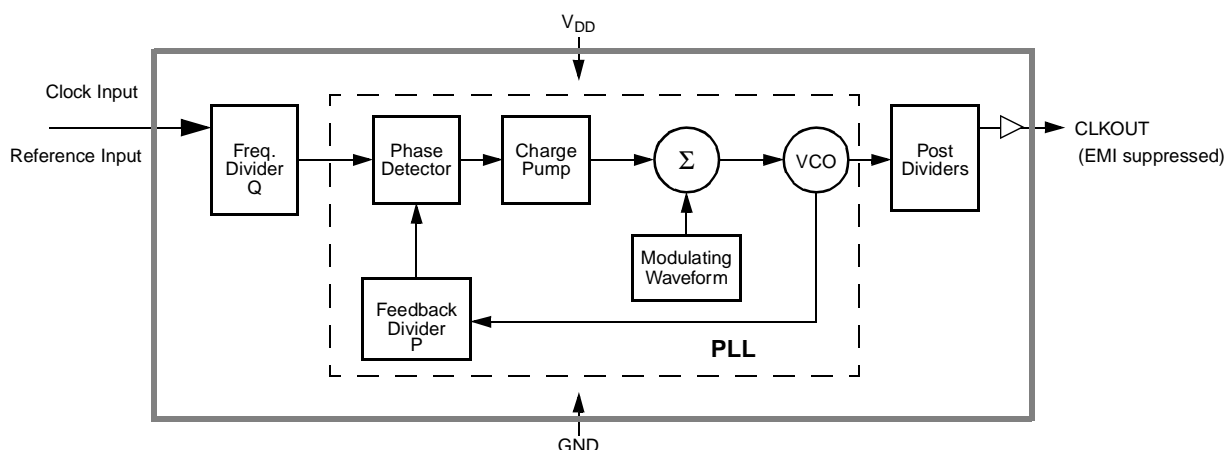 V_DD
Clock Input
Reference Input
Freq.
Divider
Q
Phase
Detector
Charge
Pump
Σ
VCO
Post
Dividers
CLKOUT
(EMI suppressed)
Modulating
Waveform
Feedback
Divider
P
PLL
GND